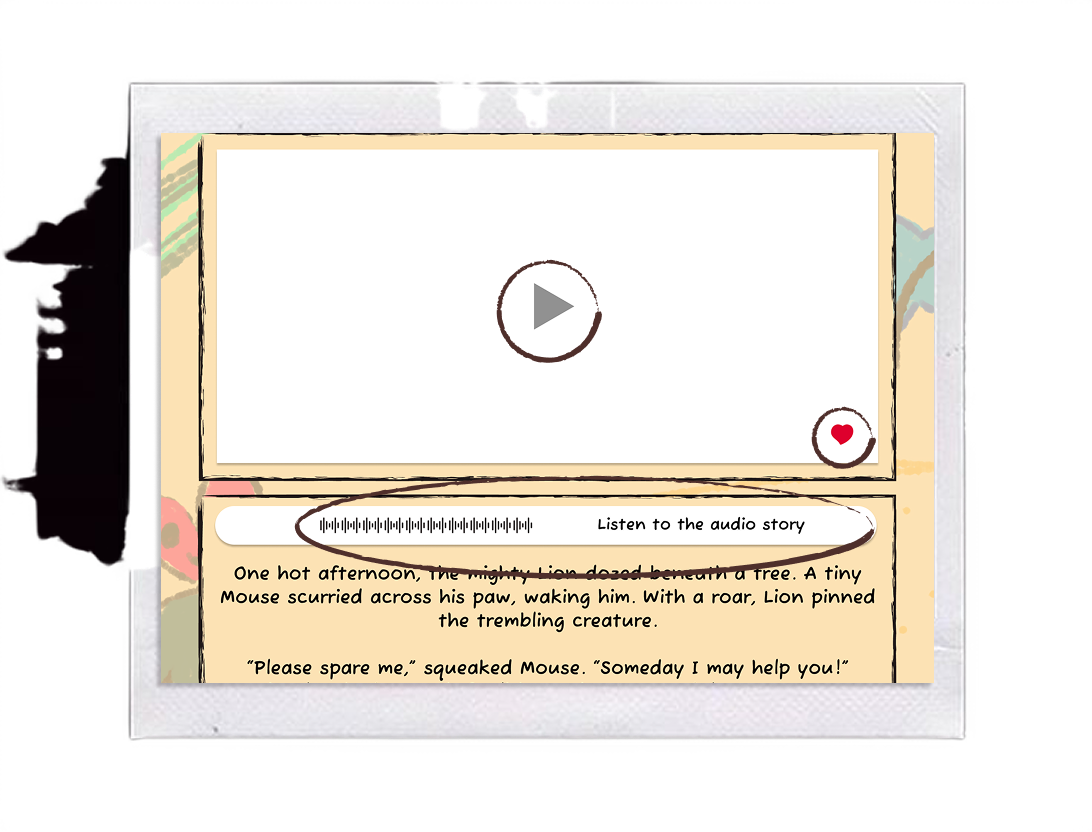 Listen to the audio story
One hot afternoon, the mighty Lion dozed beneath a tree. A tiny
Mouse scurried across his paw, waking him. With a roar, Lion pinned
the trembling creature.
“Please spare me,” squeaked Mouse. “Someday I may help you!”